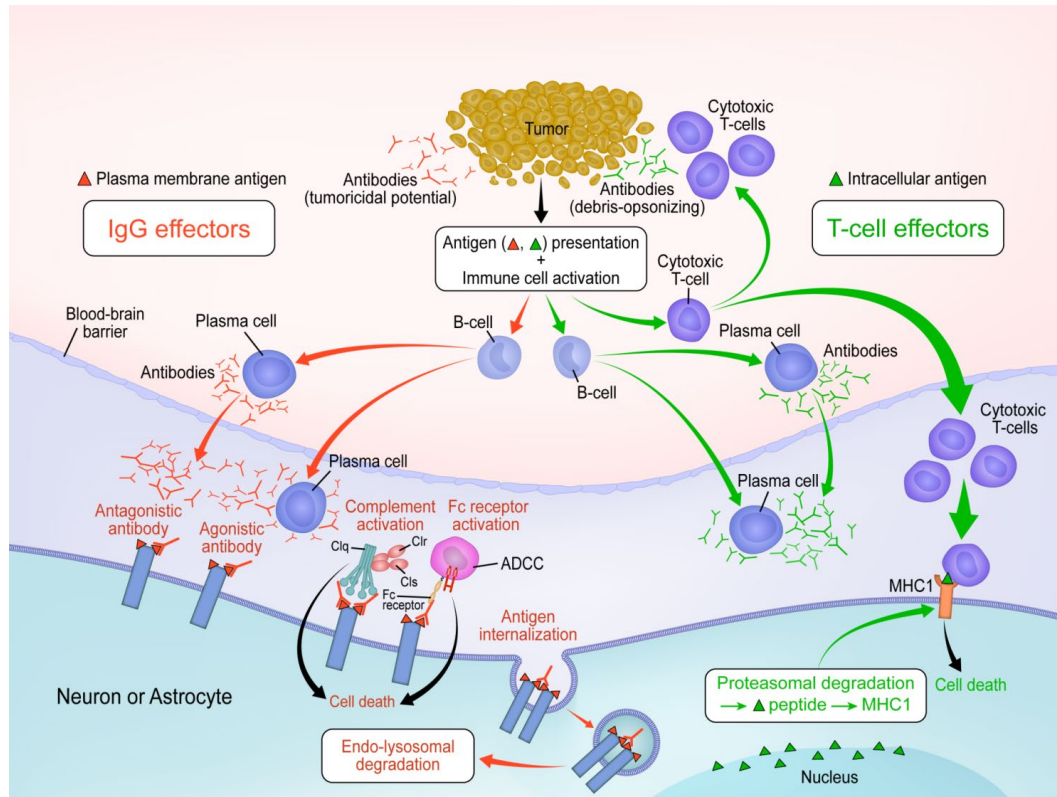 Tumor
Cytotoxic
T-cells
Plasma membrane antigen
IgG effectors
Antibodies
(tumoricidal potential)
Antibodies
(debris-opsonizing)
Intracellular antigen
T-cell effectors
Antigen ( , ) presentation
+
Immune cell activation
Cytotoxic
T-cell
Blood-brain
barrier
Plasma cell
Antibodies
B-cell
B-cell
Plasma cell
Antibodies
Cytotoxic
T-cells
Plasma cell
Plasma cell
Antagonistic
antibody
Agonistic
antibody
Complement
activation
Fc receptor
activation
Clq
Clr
Cls
ADCC
Fc
receptor
MHC1
Antigen
internalization
Neuron or Astrocyte
Cell death
Proteasomal degradation
peptide MHC1
Cell death
Endo-lysosomal
degradation
Nucleus